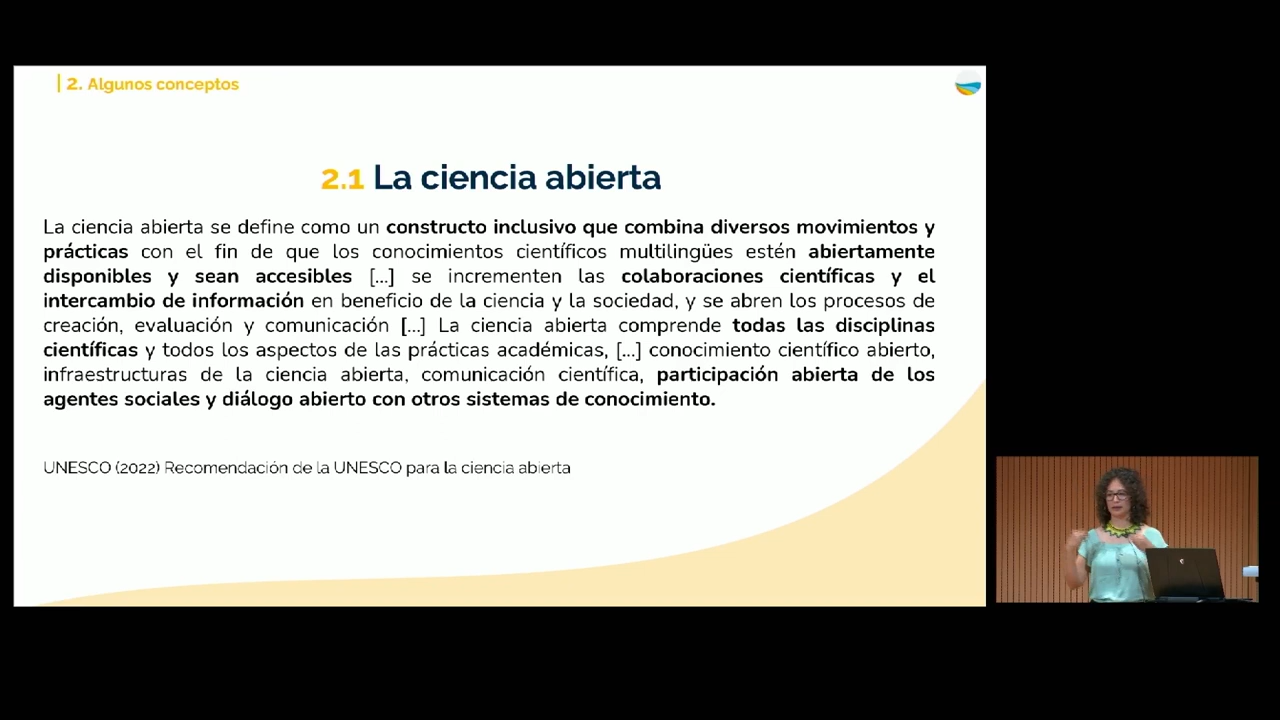 | 2. Algunos conceptos
2.1 La ciencia abierta
La ciencia abierta se define como un constructo inclusivo que combina diversos movimientos y
prácticas con el fin de que los conocimientos científicos multilingües estén abiertamente
disponibles y sean accesibles [...] se incrementen las colaboraciones científicas y el
intercambio de información en beneficio de la ciencia y la sociedad, y se abren los procesos de
creación, evaluación y comunicación [...] La ciencia abierta comprende todas las disciplinas
científicas y todos los aspectos de las prácticas académicas, [...] conocimiento científico abierto,
infraestructuras de la ciencia abierta, comunicación científica, participación abierta de los
agentes sociales y diálogo abierto con otros sistemas de conocimiento.
UNESCO (2022) Recomendación de la UNESCO para la ciencia abierta